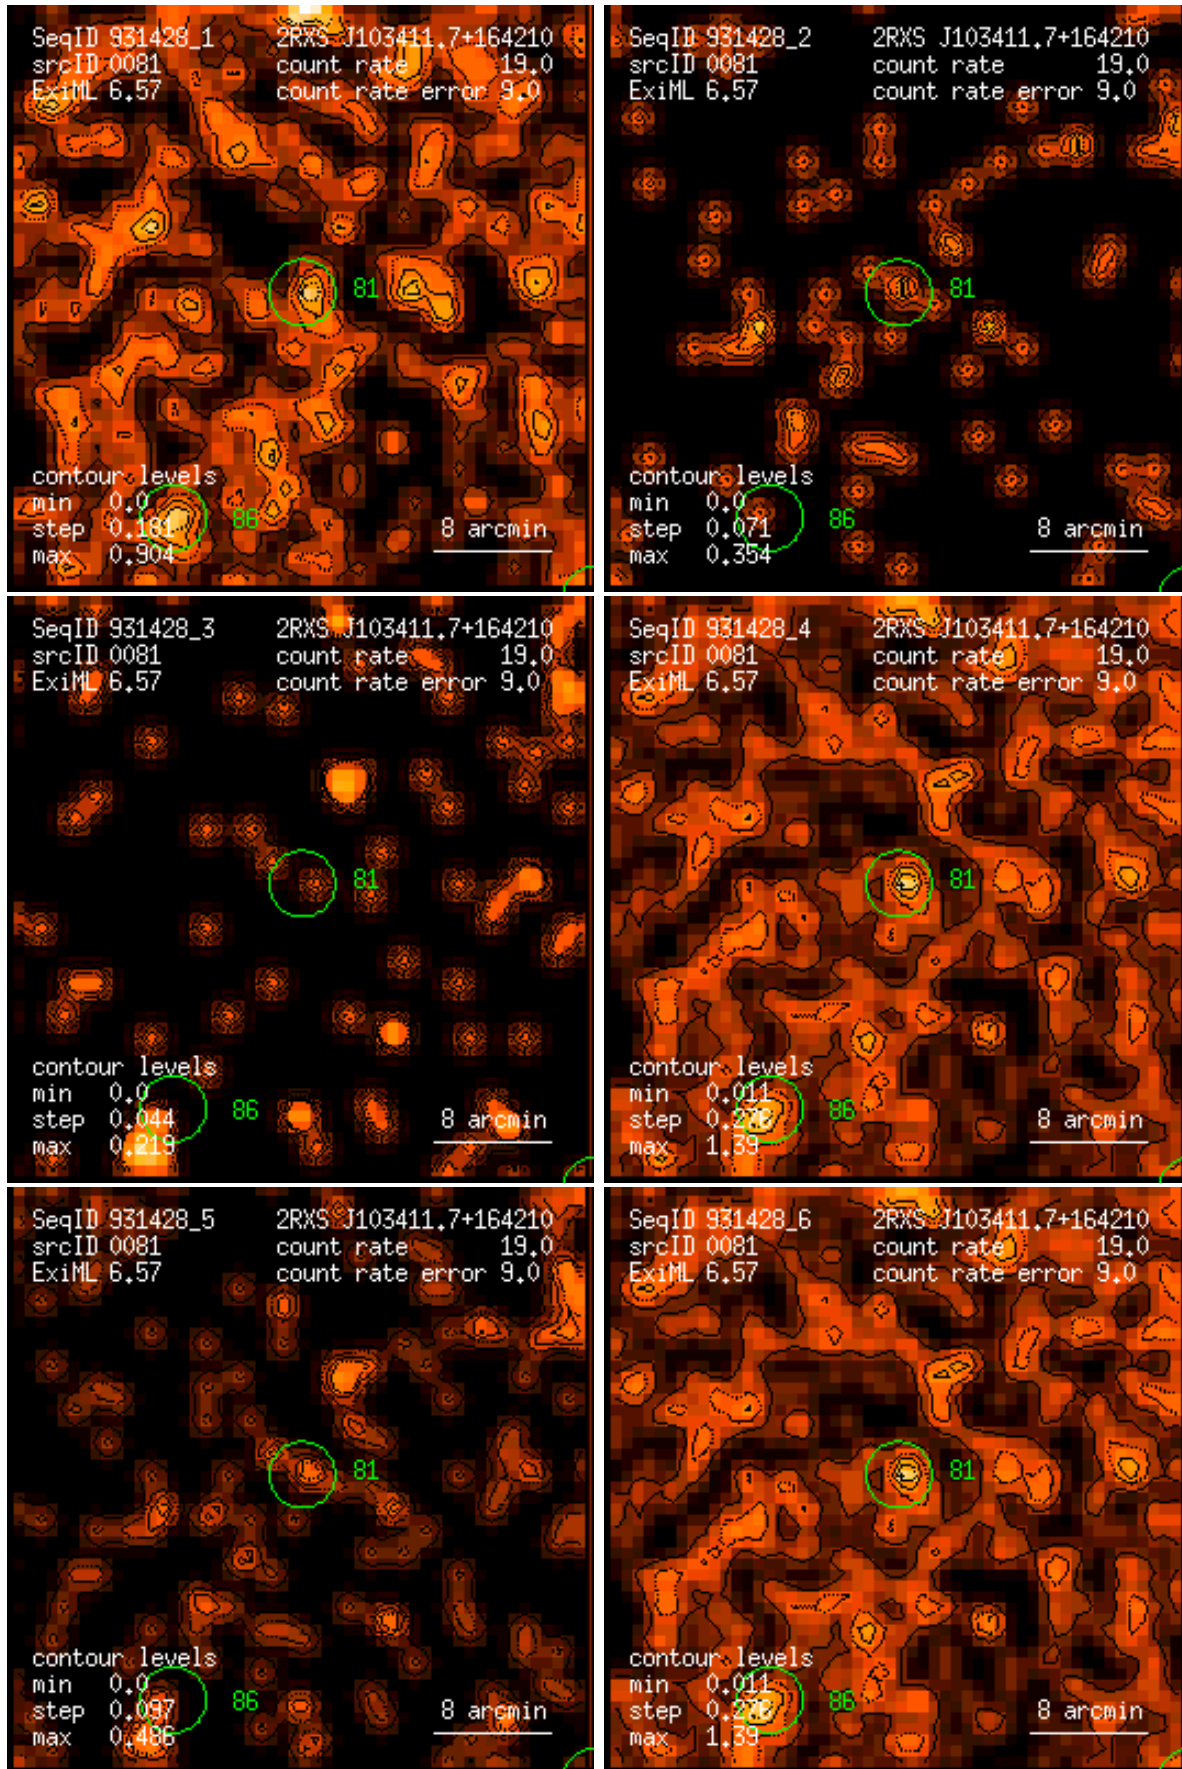 SeqID 931428_1 2RXS J103411.7+164210
srcID 0081 count rate 19.0
ExiML 6.57 count rate error 9.0
81
contour levels
min 0.0
step 0.181 86 8 arcmin
max 0.904
SeqID 931428_2 2RXS J103411.7+164210
srcID 0081 count rate 19.0
ExiML 6.57 count rate error 9.0
81
contour levels
min 0.0
step 0.071 86 8 arcmin
max 0.354
SeqID 931428_3 2RXS J103411.7+164210
srcID 0081 count rate 19.0
ExiML 6.57 count rate error 9.0
81
contour levels
min 0.0
step 0.044 86 8 arcmin
max 0.219
SeqID 931428_4 2RXS J103411.7+164210
srcID 0081 count rate 19.0
ExiML 6.57 count rate error 9.0
81
contour levels
min 0.011
step 0.276 86 8 arcmin
max 1.39
SeqID 931428_5 2RXS J103411.7+164210
srcID 0081 count rate 19.0
ExiML 6.57 count rate error 9.0
81
contour levels
min 0.0
step 0.097 86 8 arcmin
max 0.486
SeqID 931428_6 2RXS J103411.7+164210
srcID 0081 count rate 19.0
ExiML 6.57 count rate error 9.0
81
contour levels
min 0.011
step 0.276 86 8 arcmin
max 1.39